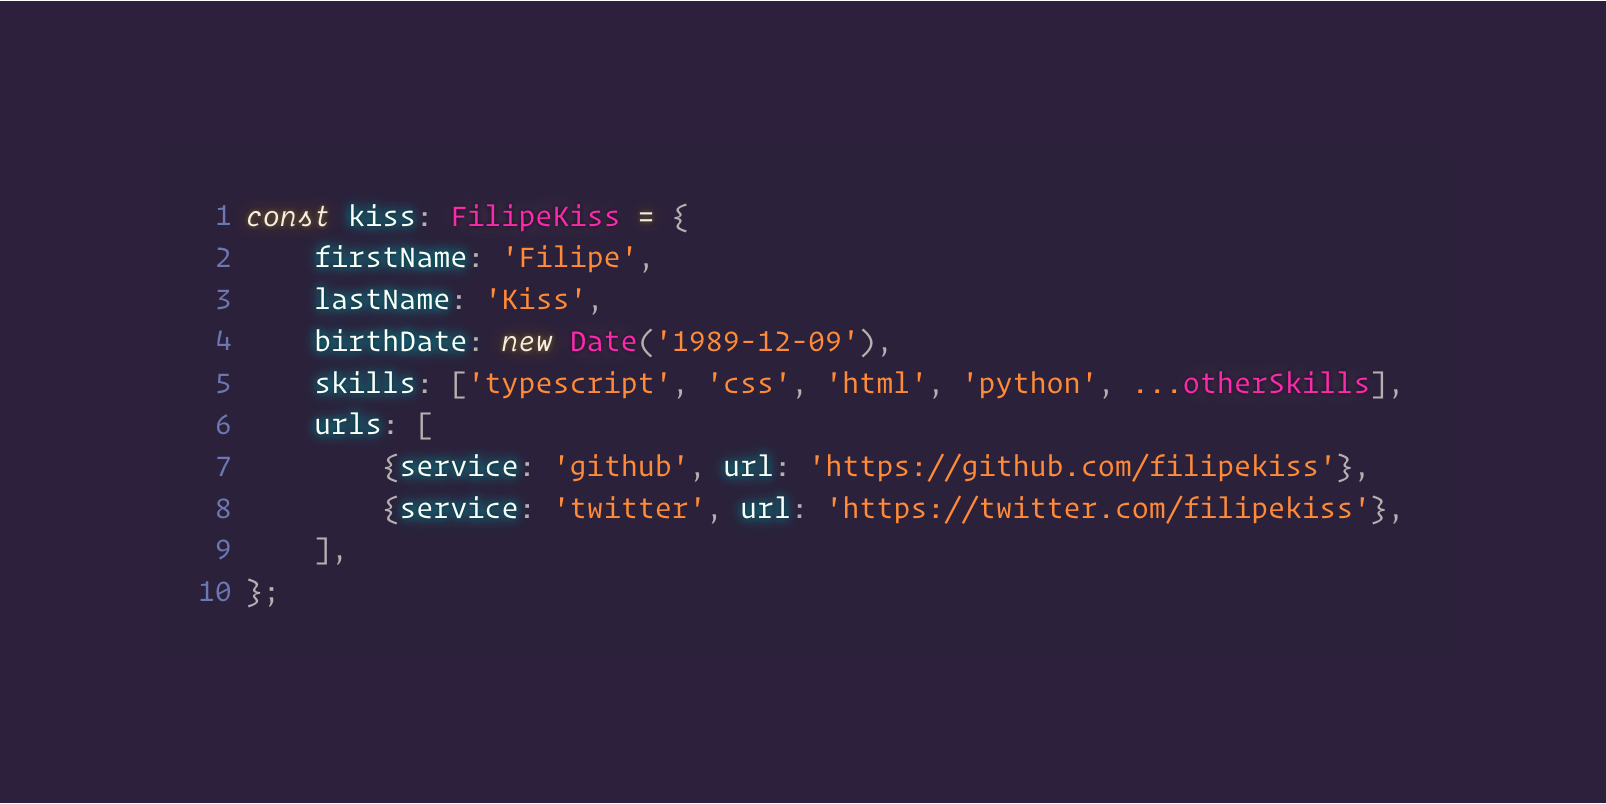 1 const kiss: FilipeKiss = {
2     firstName: 'Filipe',
3     lastName: 'Kiss',
4     birthDate: new Date('1989-12-09'),
5     skills: ['typescript', 'css', 'html', 'python', ...otherSkills],
6     urls: [
7         {service: 'github', url: 'https://github.com/filipekiss'},
8         {service: 'twitter', url: 'https://twitter.com/filipekiss'},
9     ],
10 };